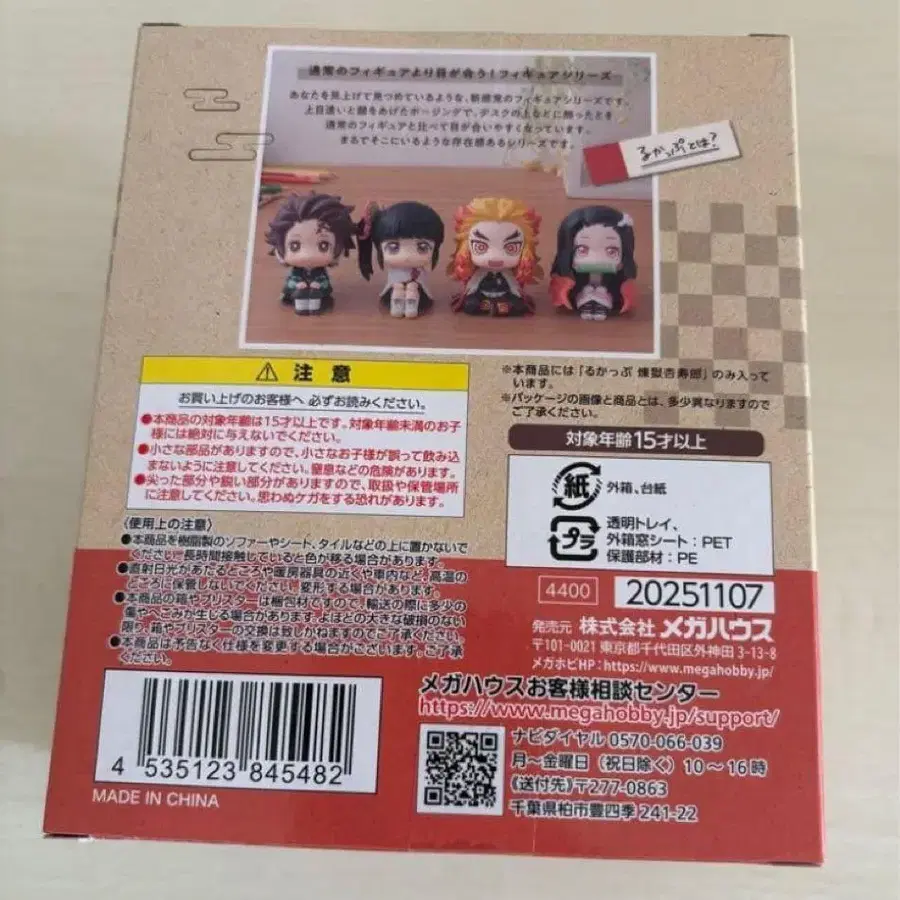 通常のフィギュアより目が合う!フィギュアシリーズ
あなたを見上げて見つめているような、新感覚のフィギュアシリーズです。
上目遣いと顔をあげたポージングで、デスクの上などに飾ったとき
通常のフィギュアと比べて目が合いやすくなっています。
まるでそこにいるような存在感あるシリーズです。
るかっぷとは?
※本商品には「るかっぷ 煉獄杏寿郎」のみ入って
います。
※パッケージの画像と商品とは、多少異なりますので
ご了承ください。
対象年齢15才以上
紙 外箱、台紙
プラ 透明トレイ、
外箱窓シート:PET
保護部材:PE
4400 20251107
発売元 株式会社 メガハウス
〒101-0021 東京都千代田区外神田3-13-8
メガホビHP:https://www.megahobby.jp/
⚠ 注意
お買い上げのお客様へ 必ずお読みください。
●本商品の対象年齢は15才以上です。対象年齢未満のお子
様には絶対に与えないでください。
●小さな部品がありますので、小さなお子様が誤って飲み込
まないように注意してください。窒息などの危険があります。
●尖った部分や鋭い部分がありますので、取扱や保管場所
に注意してください。思わぬケガをする恐れがあります。
〈使用上の注意〉
●本商品を樹脂製のソファーやシート、タイルなどの上に置かないで
ください。長時間接触していると色が移る場合があります。
●直射日光があたるところや暖房器具の近くや車内など、高温の
ところに保管しないでください。変形する場合があります。
●本商品の箱やブリスターは梱包材ですので、輸送の際に多少の
傷やへこみが生じる場合があります。よほどの大きな破損のない
限り、箱やブリスターの交換は致しかねますのでご了承ください。
●本商品は予告なく仕様を変更する場合がございます。ご了
承ください。
メガハウスお客様相談センター
https://www.megahobby.jp/support/
ナビダイヤル 0570-066-039
月〜金曜日(祝日除く)10〜16時
《送付先》〒277-0863
千葉県柏市豊四季241-22
4 535123 845482
MADE IN CHINA